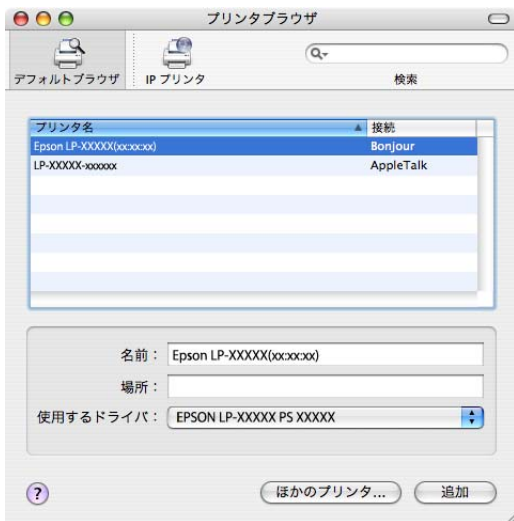 プリンタブラウザ
デフォルトブラウザ IP プリンタ 検索
プリンタ名 接続
Epson LP-XXXXX(xx:xx:xx) Bonjour
LP-XXXXX-xxxxxx AppleTalk
名前: Epson LP-XXXXX(xx:xx:xx)
場所:
使用するドライバ: EPSON LP-XXXXX PS XXXXX
? ほかのプリンタ... 追加